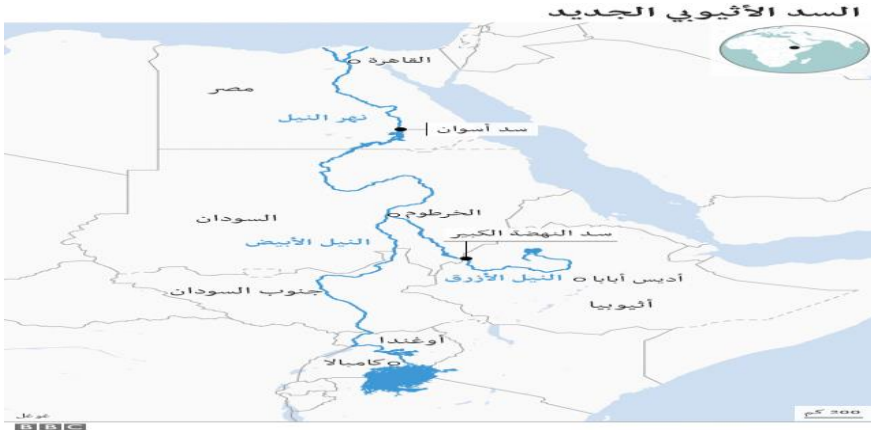 السد الأثيوبي الجديد
القاهرة
مصر
نهر النيل
سد أسوان
الخرطوم
السودان
سد النهضة الكبير
النيل الأبيض
النيل الأزرق
أديس أبابا
أثيوبيا
جنوب السودان
أوغندا
كامبالا
200 كم
غوغل
BBC